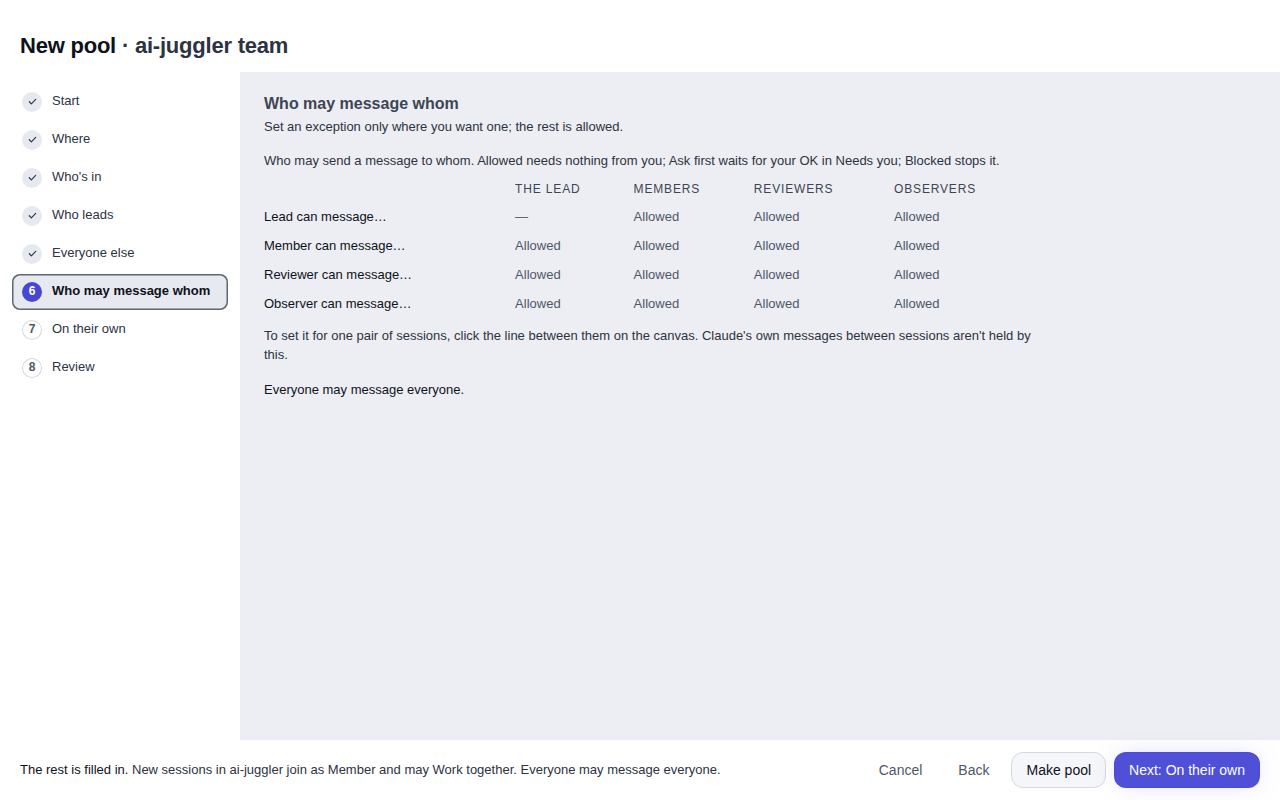 New pool · ai-juggler team
Start
Where
Who's in
Who leads
Everyone else
6 Who may message whom
7 On their own
8 Review
Who may message whom
Set an exception only where you want one; the rest is allowed.
Who may send a message to whom. Allowed needs nothing from you; Ask first waits for your OK in Needs you; Blocked stops it.
THE LEAD MEMBERS REVIEWERS OBSERVERS
Lead can message… — Allowed Allowed Allowed
Member can message… Allowed Allowed Allowed Allowed
Reviewer can message… Allowed Allowed Allowed Allowed
Observer can message… Allowed Allowed Allowed Allowed
To set it for one pair of sessions, click the line between them on the canvas. Claude's own messages between sessions aren't held by
this.
Everyone may message everyone.
The rest is filled in. New sessions in ai-juggler join as Member and may Work together. Everyone may message everyone.
Cancel Back Make pool Next: On their own